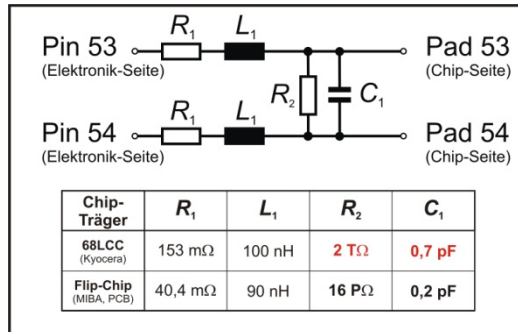 R1 L1 R1 L1
Pin 53 Pad 53
(Elektronik-Seite) (Chip-Seite)
R2 C1
Pin 54 Pad 54
(Elektronik-Seite) (Chip-Seite)
Chip-Träger R1 L1 R2 C1
68LCC (Kyocera) 153 mΩ 100 nH 2 TΩ 0,7 pF
Flip-Chip (MIBA, PCB) 40,4 mΩ 90 nH 16 PΩ 0,2 pF